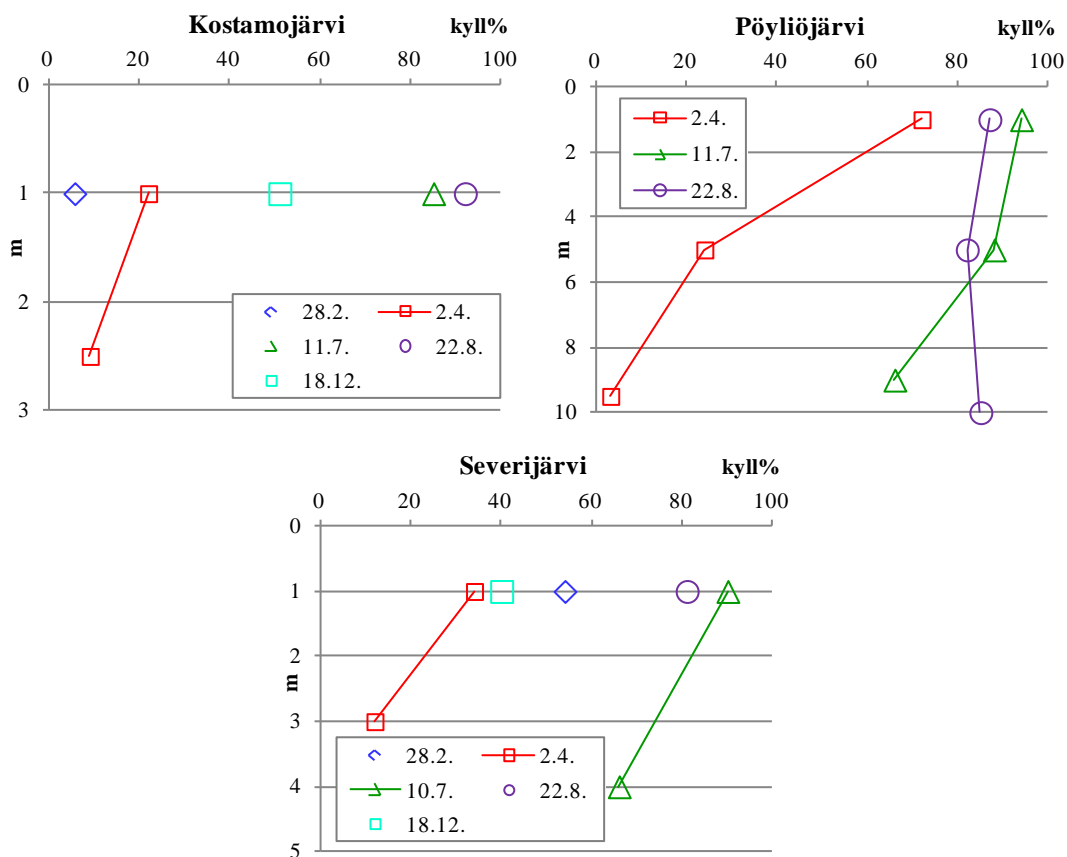 Kostamojärvi kyll%
0 20 40 60 80 100
0
1
2
3
m
28.2. 2.4.
11.7. 22.8.
18.12.
Pöyliöjärvi kyll%
0 20 40 60 80 100
0
2
4
6
8
10
m
2.4.
11.7.
22.8.
Severijärvi kyll%
0 20 40 60 80 100
0
1
2
3
4
5
m
28.2. 2.4.
10.7. 22.8.
18.12.